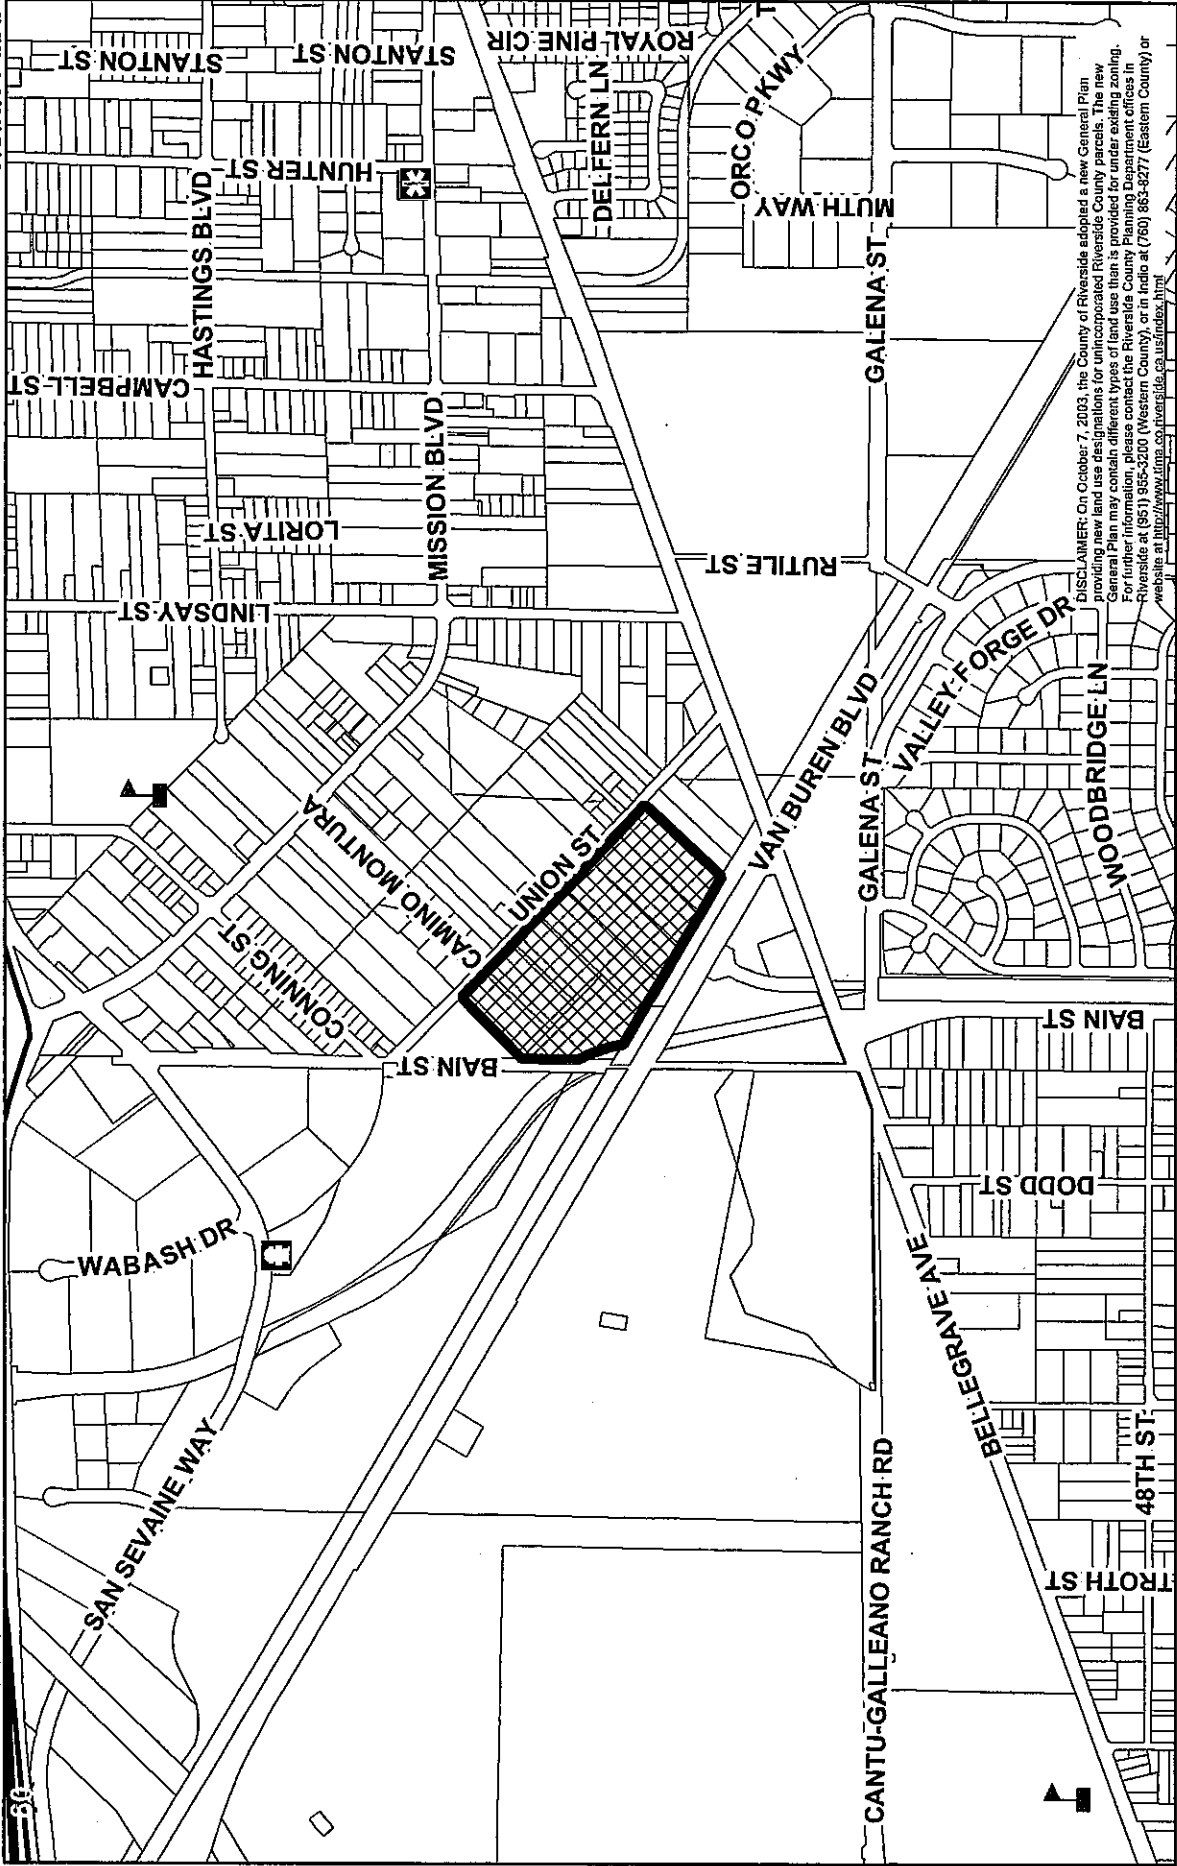 60
SAN SEVAINE WAY
WABASH DR
CONNING ST
CAMINO MONTURA
UNION ST
BAIN ST
LINDSAY ST
LORITA ST
CAMPBELL ST
HASTINGS BLVD
HUNTER ST
STANTON ST
STANTON ST
MISSION BLVD
ROYAL PINE CIR
DELFERN LN
ORCO PKWY
MUTH WAY
GALENA ST
RUTILE ST
VAN BUREN BLVD
GALENA ST
VALLEY FORGE DR
WOODBRIDGE LN
BAIN ST
DODD ST
BELLEGRAVE AVE
CANTU-GALLEANO RANCH RD
48TH ST
TROTH ST
DISCLAIMER: On October 7, 2003, the County of Riverside adopted a new General Plan
providing new land use designations for unincorporated Riverside County parcels. The new
General Plan may contain different types of land use than is provided for under existing zoning.
For further information, please contact the Riverside County Planning Department offices in
Riverside at (951) 955-3200 (Western County), or in Indio at (760) 863-8277 (Eastern County) or
website at http://www.tlma.co.riverside.ca.us/index.html